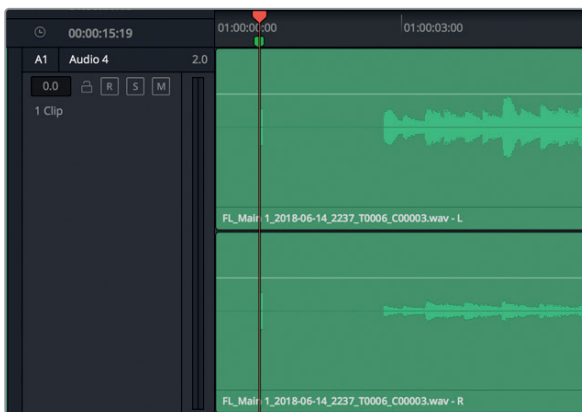 00:00:15:19
01:00:00:00
01:00:03:00
A1 Audio 4 2.0
0.0 R S M
1 Clip
FL_Main 1_2018-06-14_2237_T0006_C00003.wav - L
FL_Main 1_2018-06-14_2237_T0006_C00003.wav - R